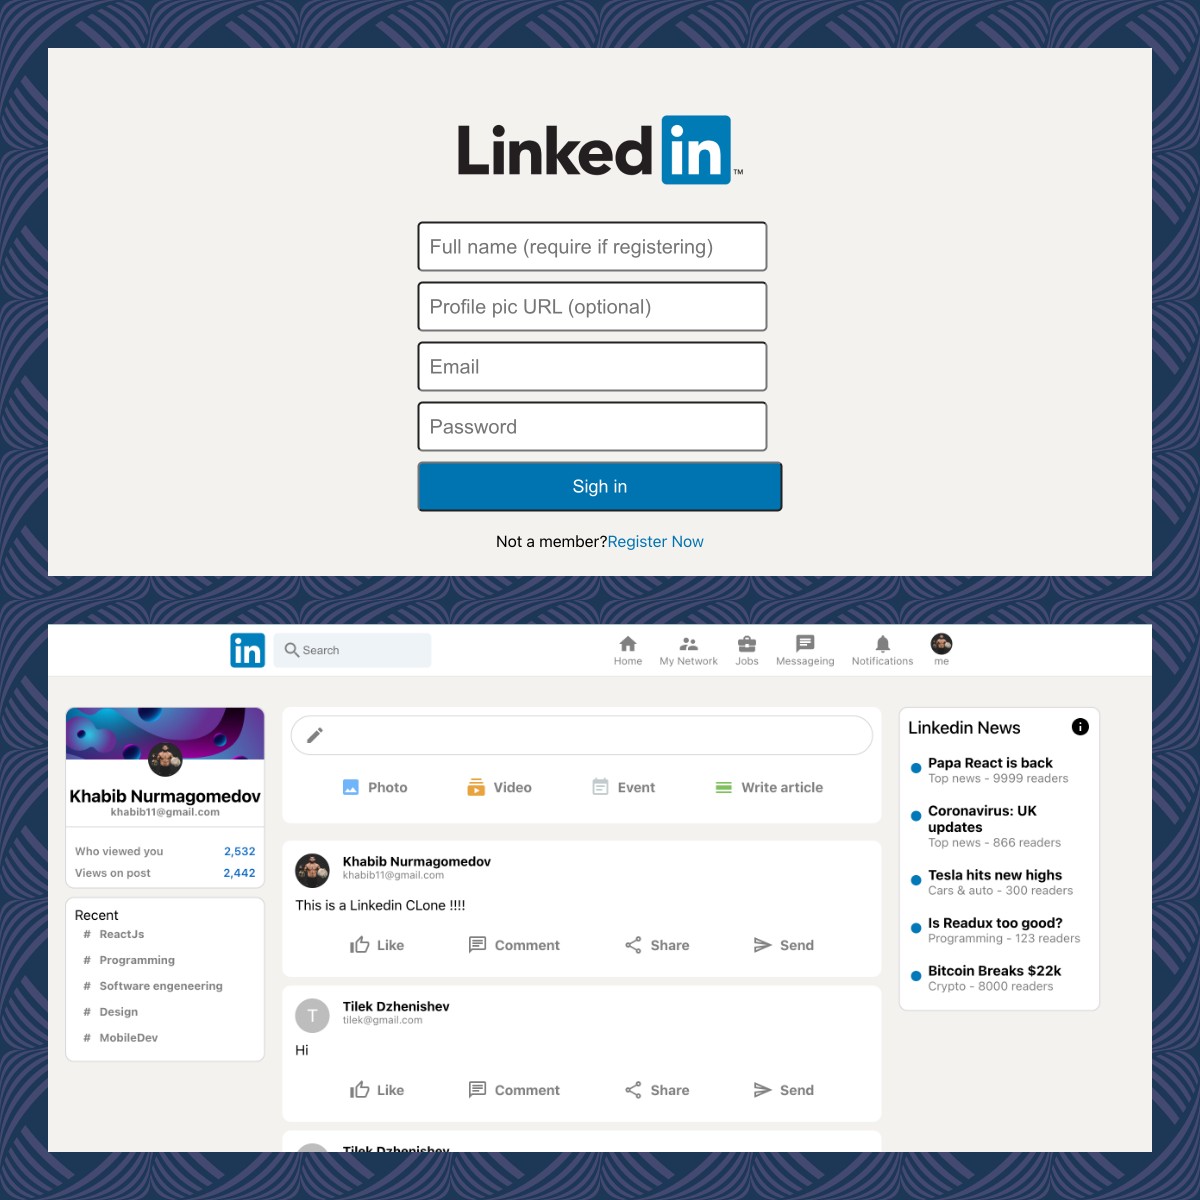 Linked in ™
Full name (require if registering)
Profile pic URL (optional)
Email
Password
Sigh in
Not a member?Register Now
in
Search
Home
My Network
Jobs
Messageing
Notifications
me
Khabib Nurmagomedov
khabib11@gmail.com
Who viewed you 2,532
Views on post 2,442
Recent
# ReactJs
# Programming
# Software engeneering
# Design
# MobileDev
Photo
Video
Event
Write article
Khabib Nurmagomedov
khabib11@gmail.com
This is a Linkedin CLone !!!!
Like
Comment
Share
Send
T
Tilek Dzhenishev
tilek@gmail.com
Hi
Like
Comment
Share
Send
Tilek Dzhenishev
Linkedin News
Papa React is back
Top news - 9999 readers
Coronavirus: UK
updates
Top news - 866 readers
Tesla hits new highs
Cars & auto - 300 readers
Is Readux too good?
Programming - 123 readers
Bitcoin Breaks $22k
Crypto - 8000 readers